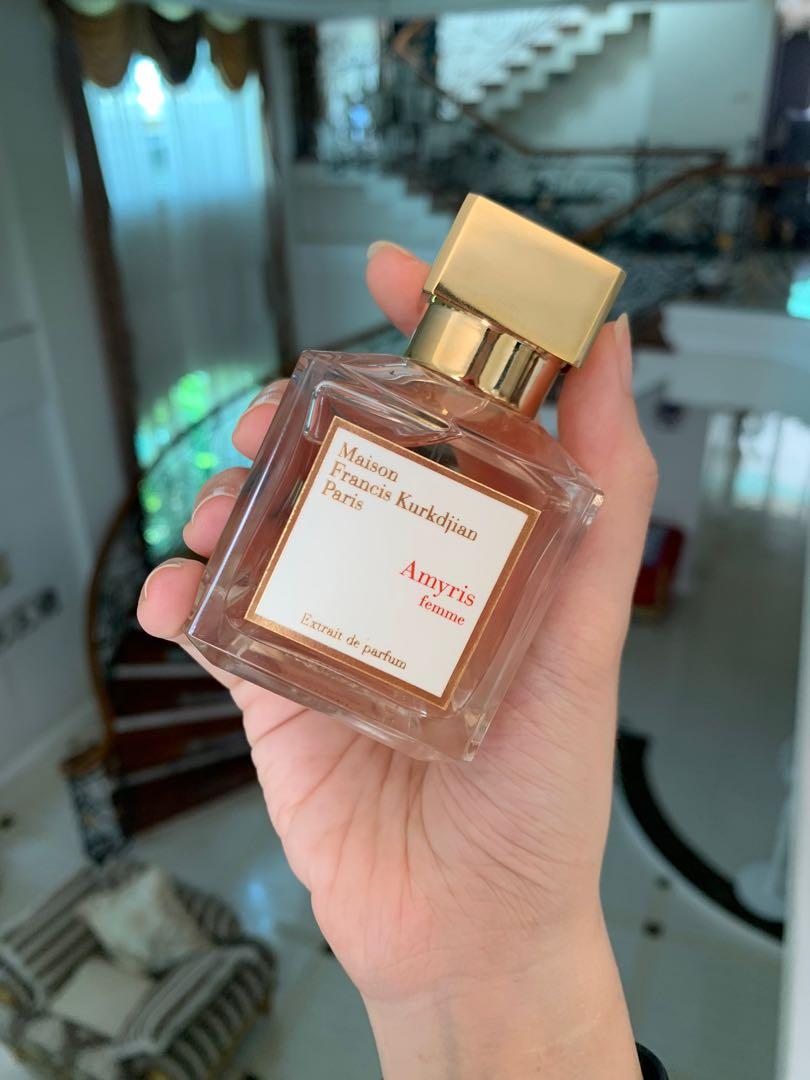 Maison
Francis Kurkdjian
Paris
Amyris
femme
Extrait de parfum